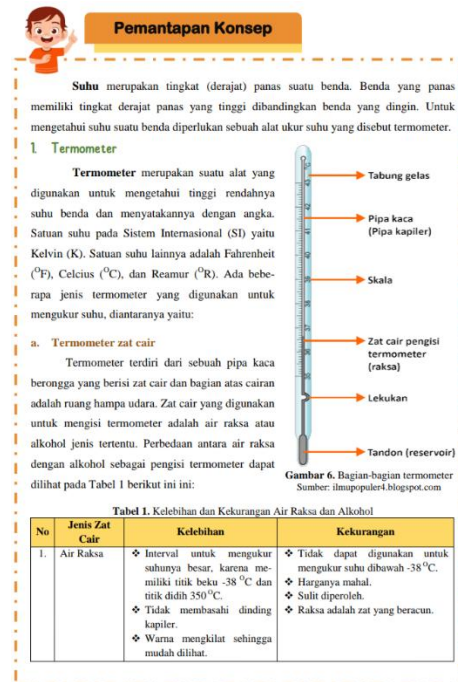 Pemantapan Konsep
Suhu merupakan tingkat (derajat) panas suatu benda. Benda yang panas
memiliki tingkat derajat panas yang tinggi dibandingkan benda yang dingin. Untuk
mengetahui suhu suatu benda diperlukan sebuah alat ukur suhu yang disebut termometer.
1. Termometer
Termometer merupakan suatu alat yang
digunakan untuk mengetahui tinggi rendahnya
suhu benda dan menyatakannya dengan angka.
Satuan suhu pada Sistem Internasional (SI) yaitu
Kelvin (K). Satuan suhu lainnya adalah Fahrenheit
(⁰F), Celcius (⁰C), dan Reamur (⁰R). Ada bebe-
rapa jenis termometer yang digunakan untuk
mengukur suhu, diantaranya yaitu:
a. Termometer zat cair
Termometer terdiri dari sebuah pipa kaca
berongga yang berisi zat cair dan bagian atas cairan
adalah ruang hampa udara. Zat cair yang digunakan
untuk mengisi termometer adalah air raksa atau
alkohol jenis tertentu. Perbedaan antara air raksa
dengan alkohol sebagai pengisi termometer dapat
dilihat pada Tabel 1 berikut ini ini:
Tabung gelas
Pipa kaca
(Pipa kapiler)
Skala
Zat cair pengisi
termometer
(raksa)
Lekukan
Tandon (reservoir)
Gambar 6. Bagian-bagian termometer
Sumber: ilmupopuler4.blogspot.com
Tabel 1. Kelebihan dan Kekurangan Air Raksa dan Alkohol
No
Jenis Zat
Cair
Kelebihan
Kekurangan
1.
Air Raksa
❖ Interval untuk mengukur
suhunya besar, karena me-
miliki titik beku -38 ⁰C dan
titik didih 350 ⁰C.
❖ Tidak membasahi dinding
kapiler.
❖ Warna mengkilat sehingga
mudah dilihat.
❖ Tidak dapat digunakan untuk
mengukur suhu dibawah -38 ⁰C.
❖ Harganya mahal.
❖ Sulit diperoleh.
❖ Raksa adalah zat yang beracun.